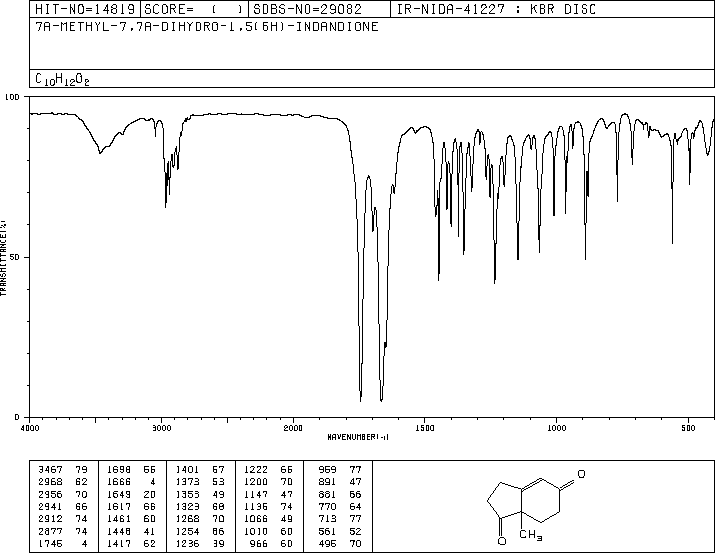 HIT-NO=14819 SCORE= ( ) SDBS-NO=29082 IR-NIDA-41227 : KBR DISC
7A-METHYL-7,7A-DIHYDRO-1,5(6H)-INDANDIONE
C10H12O2
100
50
0
TRANSMITTANCE(%)
4000 3000 2000 1500 1000 500
WAVENUMBER(-1)
3467 79 1698 56 1401 57 1222 66 969 77
2968 62 1666 4 1373 53 1200 70 891 47
2956 70 1649 20 1353 49 1147 47 881 66
2941 66 1617 66 1323 68 1136 74 770 64
2912 74 1461 60 1268 70 1066 49 713 77
2877 74 1448 41 1254 66 1010 60 561 52
1745 4 1417 62 1236 39 966 60 495 70
O
CH3
O